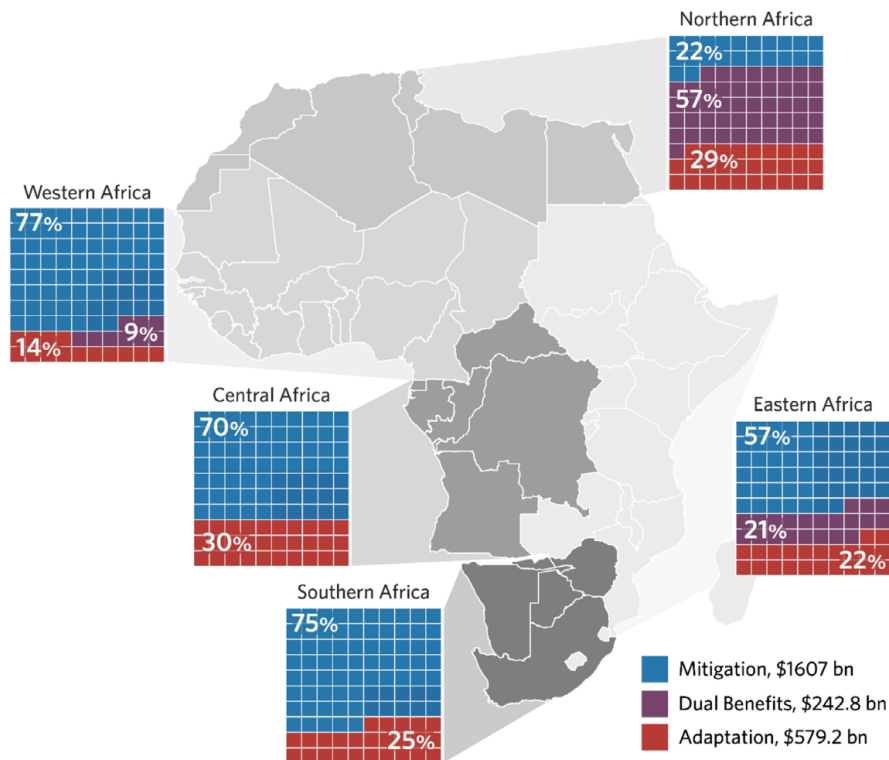 Northern Africa
22%
57%
29%
Western Africa
77%
9%
14%
Central Africa
70%
30%
Eastern Africa
57%
21%
22%
Southern Africa
75%
25%
Mitigation, $1607 bn
Dual Benefits, $242.8 bn
Adaptation, $579.2 bn